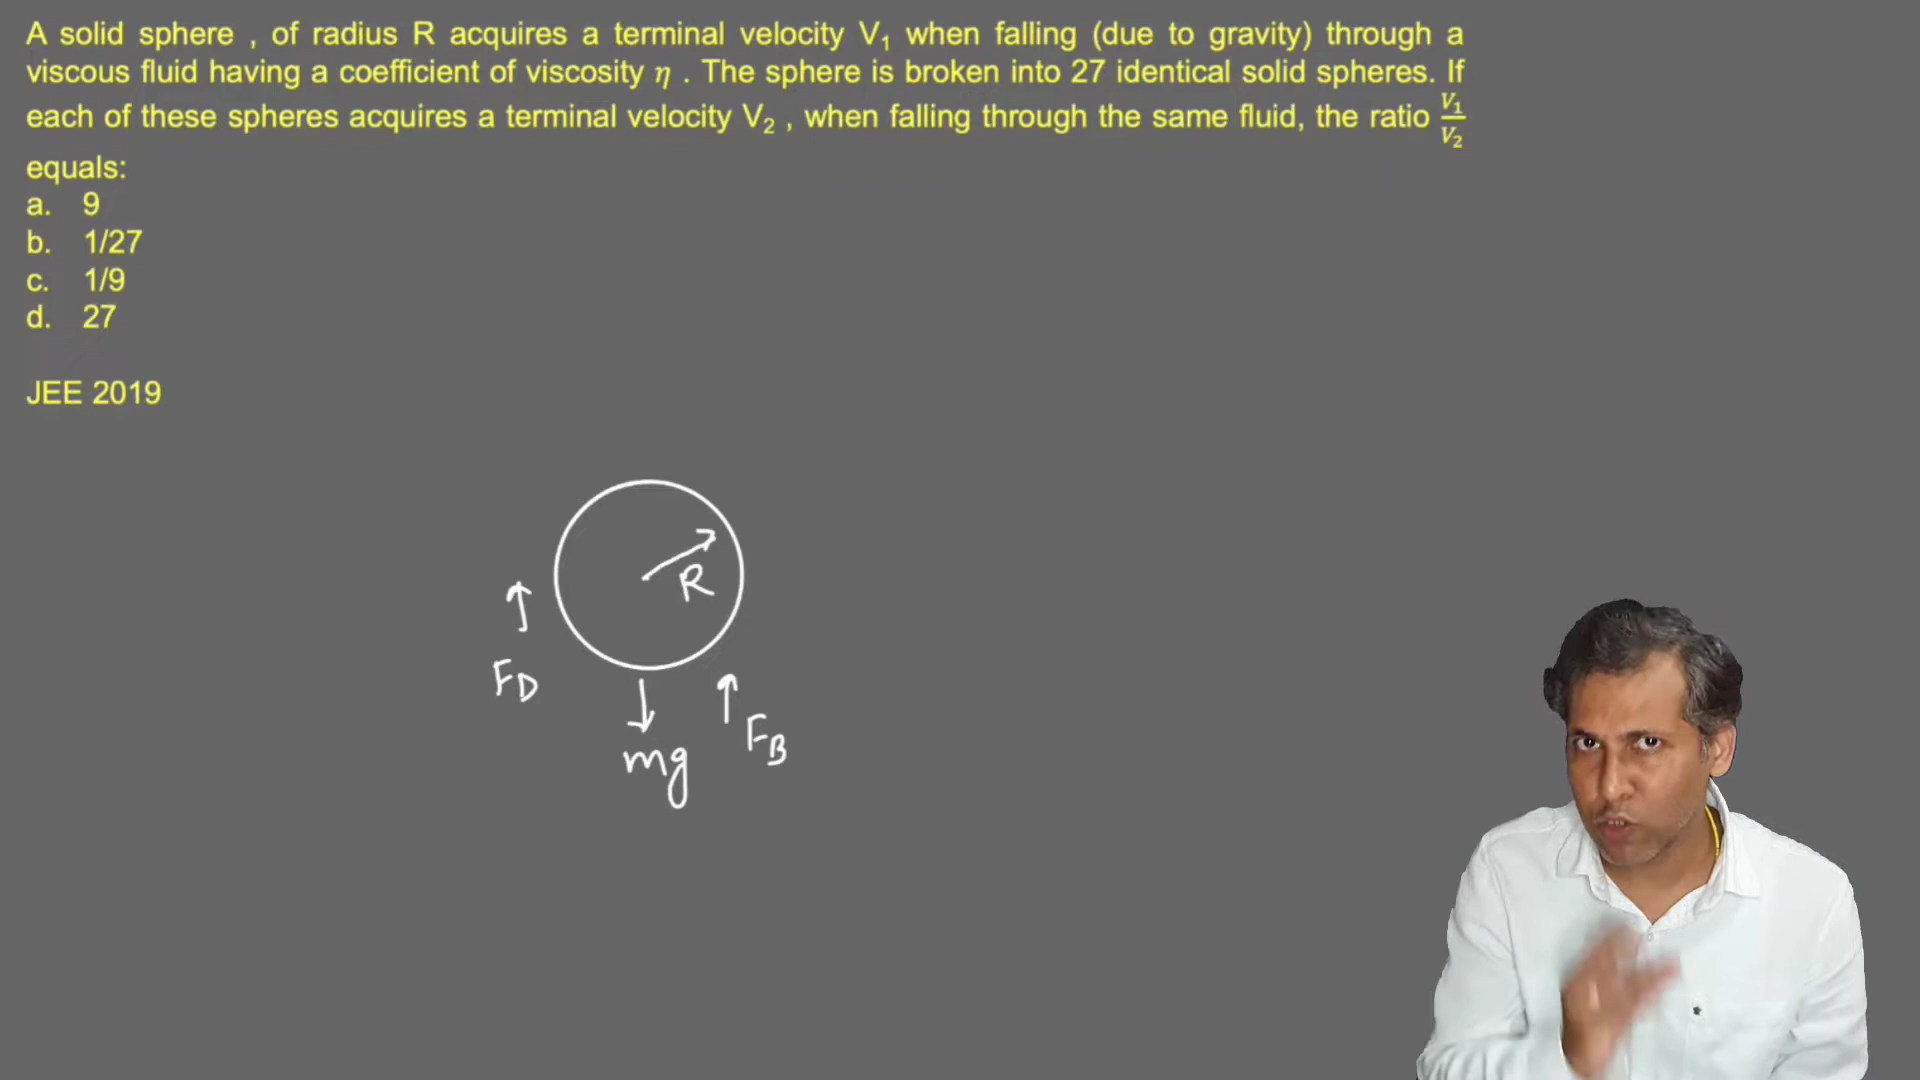 A solid sphere , of radius R acquires a terminal velocity V₁ when falling (due to gravity) through a
viscous fluid having a coefficient of viscosity η . The sphere is broken into 27 identical solid spheres. If
each of these spheres acquires a terminal velocity V₂ , when falling through the same fluid, the ratio V₁/V₂
equals:
a. 9
b. 1/27
c. 1/9
d. 27
JEE 2019
R
F_D
F_B
mg